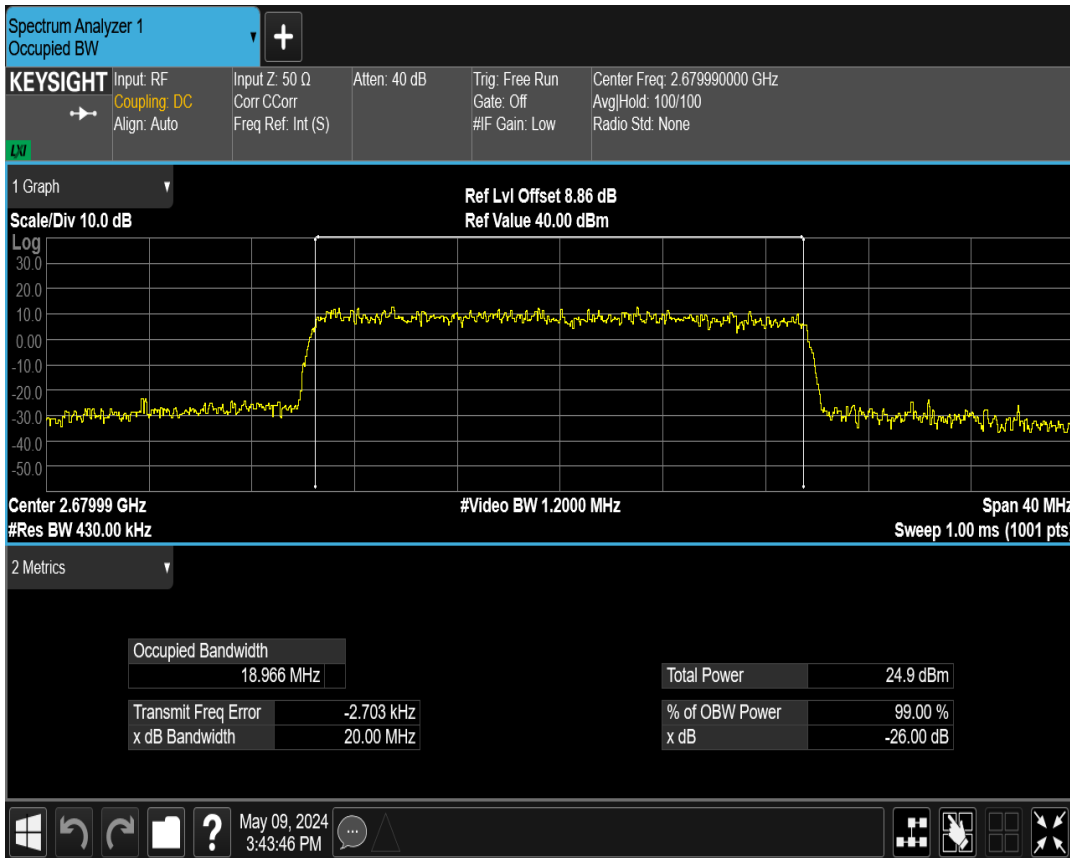 Spectrum Analyzer 1
Occupied BW
+
KEYSIGHT
LXI
Input: RF
Coupling: DC
Align: Auto
Input Z: 50 Ω
Corr CCorr
Freq Ref: Int (S)
Atten: 40 dB
Trig: Free Run
Gate: Off
#IF Gain: Low
Center Freq: 2.679990000 GHz
Avg|Hold: 100/100
Radio Std: None
1 Graph
Scale/Div 10.0 dB
Ref Lvl Offset 8.86 dB
Ref Value 40.00 dBm
Log
30.0
20.0
10.0
0.00
-10.0
-20.0
-30.0
-40.0
-50.0
Center 2.67999 GHz
#Video BW 1.2000 MHz
Span 40 MHz
#Res BW 430.00 kHz
Sweep 1.00 ms (1001 pts)
2 Metrics
Occupied Bandwidth
18.966 MHz
Total Power 24.9 dBm
Transmit Freq Error -2.703 kHz
% of OBW Power 99.00 %
x dB Bandwidth 20.00 MHz
x dB -26.00 dB
?
May 09, 2024
3:43:46 PM